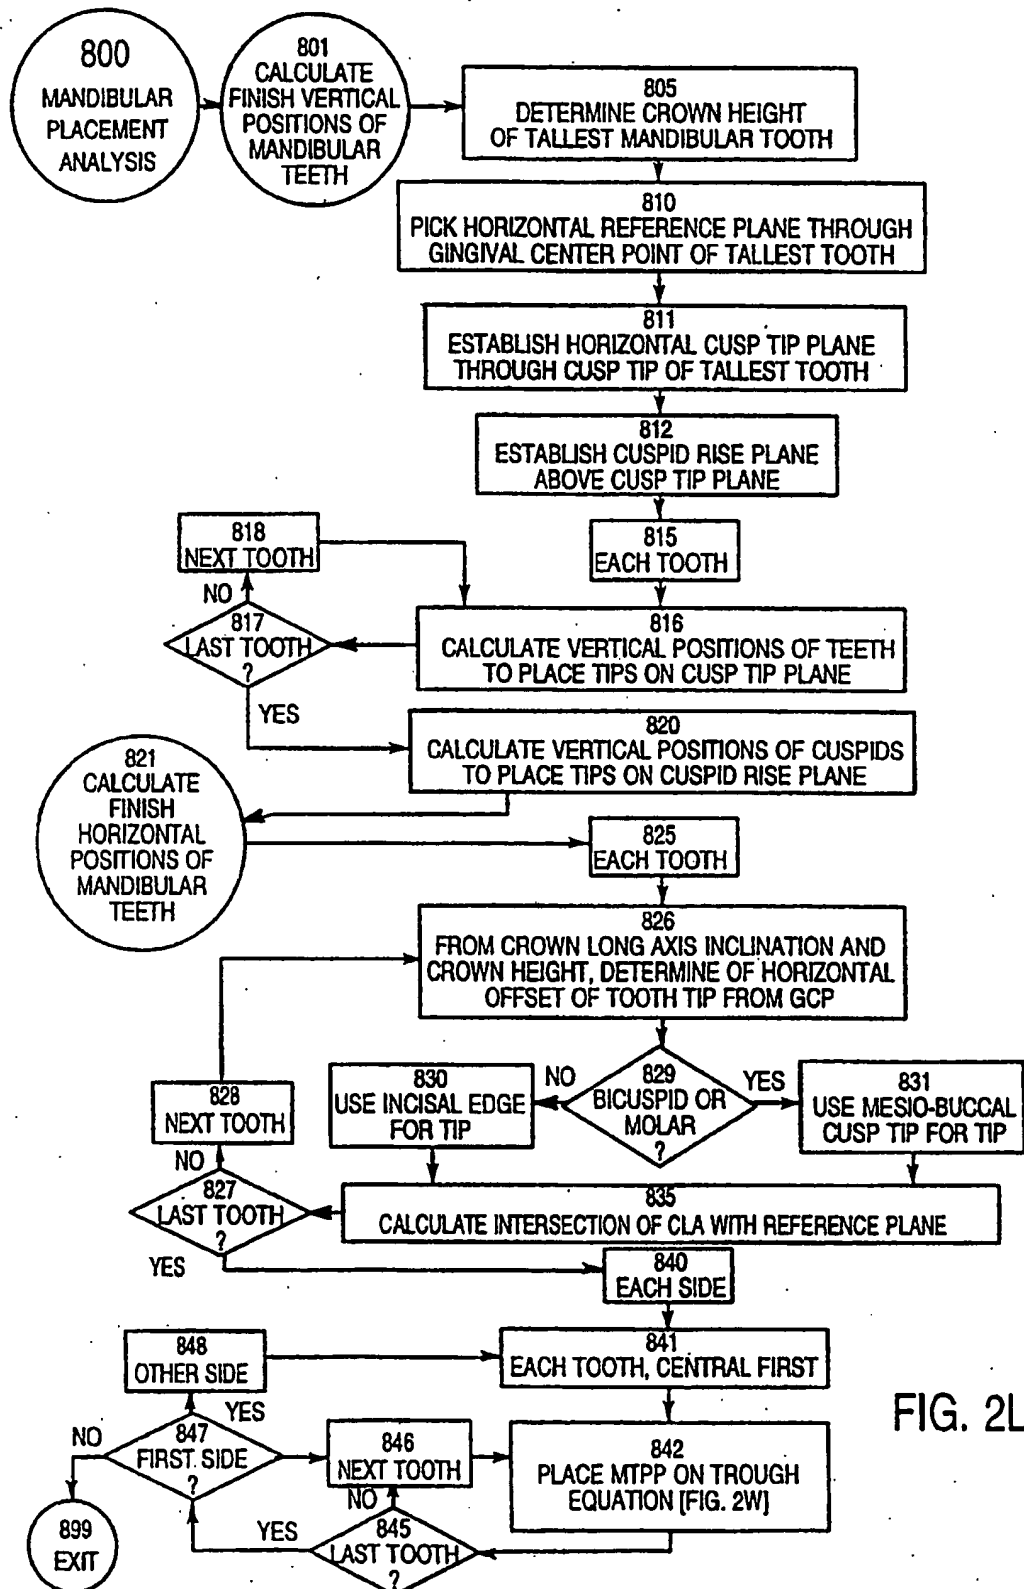 800
MANDIBULAR
PLACEMENT
ANALYSIS
801
CALCULATE
FINISH VERTICAL
POSITIONS OF
MANDIBULAR
TEETH
805
DETERMINE CROWN HEIGHT
OF TALLEST MANDIBULAR TOOTH
810
PICK HORIZONTAL REFERENCE PLANE THROUGH
GINGIVAL CENTER POINT OF TALLEST TOOTH
811
ESTABLISH HORIZONTAL CUSP TIP PLANE
THROUGH CUSP TIP OF TALLEST TOOTH
812
ESTABLISH CUSPID RISE PLANE
ABOVE CUSP TIP PLANE
815
EACH TOOTH
818
NEXT TOOTH
NO
817
LAST TOOTH
?
YES
816
CALCULATE VERTICAL POSITIONS OF TEETH
TO PLACE TIPS ON CUSP TIP PLANE
820
CALCULATE VERTICAL POSITIONS OF CUSPIDS
TO PLACE TIPS ON CUSPID RISE PLANE
821
CALCULATE
FINISH
HORIZONTAL
POSITIONS OF
MANDIBULAR
TEETH
825
EACH TOOTH
826
FROM CROWN LONG AXIS INCLINATION AND
CROWN HEIGHT, DETERMINE OF HORIZONTAL
OFFSET OF TOOTH TIP FROM GCP
829
BICUSPID OR
MOLAR
?
NO
YES
830
USE INCISAL EDGE
FOR TIP
831
USE MESIO-BUCCAL
CUSP TIP FOR TIP
828
NEXT TOOTH
NO
827
LAST TOOTH
?
YES
835
CALCULATE INTERSECTION OF CLA WITH REFERENCE PLANE
840
EACH SIDE
841
EACH TOOTH, CENTRAL FIRST
848
OTHER SIDE
YES
847
FIRST SIDE
?
NO
846
NEXT TOOTH
NO
842
PLACE MTPP ON TROUGH
EQUATION [FIG. 2W]
845
LAST TOOTH
?
YES
899
EXIT
FIG. 2L